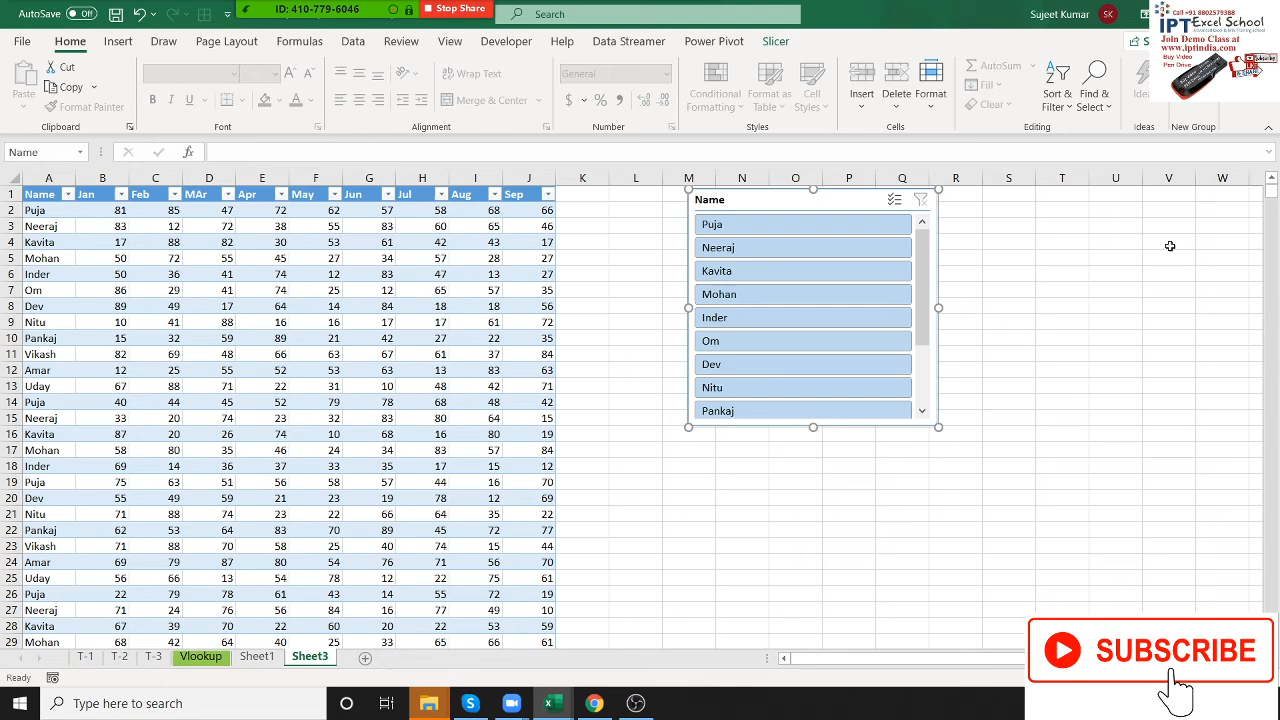 AutoSave Off ID: 410-779-6046 Stop Share Search Sujeet Kumar SK
File Home Insert Draw Page Layout Formulas Data Review View Developer Help Data Streamer Power Pivot Slicer Sh
Call +91 8802579388
IPT Excel School
Join Demo Class at
www.iptindia.com
Buy Video
Pen Drive
Paste Cut Copy Format Painter Wrap Text Merge & Center General Conditional Formatting Format as Table Cell Styles Insert Delete Format AutoSum Fill Clear Sort & Filter Find & Select Ideas
Clipboard Font Alignment Number Styles Cells Editing Ideas New Group
Name fx
A B C D E F G H I J K L M N O P Q R S T U V W
1 Name Jan Feb MAr Apr May Jun Jul Aug Sep
2 Puja 81 85 47 72 62 57 58 68 66
3 Neeraj 83 12 72 38 55 83 60 65 46
4 Kavita 17 88 82 30 53 61 42 43 17
5 Mohan 50 72 55 45 27 34 57 28 27
6 Inder 50 36 41 74 12 83 47 13 27
7 Om 86 29 41 74 25 12 65 57 35
8 Dev 89 49 17 64 14 84 18 18 56
9 Nitu 10 41 88 16 16 17 17 61 72
10 Pankaj 15 32 59 89 21 42 27 22 35
11 Vikash 82 69 48 66 63 67 61 37 84
12 Amar 12 25 55 52 53 63 13 83 63
13 Uday 67 88 71 22 31 10 48 42 71
14 Puja 40 44 45 52 79 78 68 48 42
15 Neeraj 33 20 74 23 32 83 80 64 15
16 Kavita 87 20 26 74 10 68 16 80 19
17 Mohan 58 80 35 46 24 34 83 57 84
18 Inder 69 14 36 37 33 35 17 15 12
19 Puja 75 63 51 56 58 57 44 16 70
20 Dev 55 49 59 21 23 19 78 12 69
21 Nitu 71 88 74 23 22 66 64 35 22
22 Pankaj 62 53 64 83 70 89 45 72 77
23 Vikash 71 88 70 58 25 40 74 15 44
24 Amar 69 79 87 80 54 76 71 56 70
25 Uday 56 66 13 54 78 12 22 75 61
26 Puja 22 79 78 61 43 14 55 72 19
27 Neeraj 71 24 76 56 84 16 77 49 10
28 Kavita 67 39 70 22 60 20 22 53 59
29 Mohan 68 42 64 40 25 33 65 66 61
Name
Puja
Neeraj
Kavita
Mohan
Inder
Om
Dev
Nitu
Pankaj
T-1 T-2 T-3 Vlookup Sheet1 Sheet3
SUBSCRIBE
Ready
Type here to search